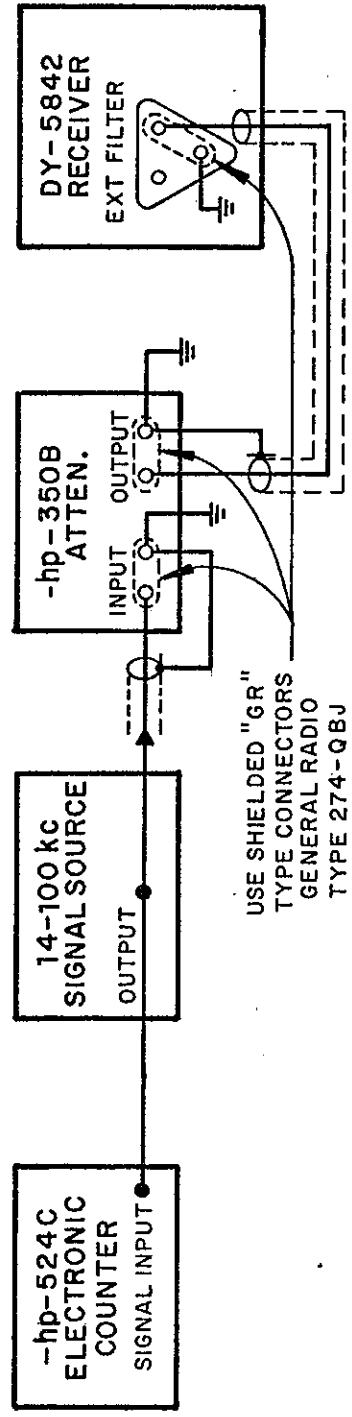 -hp-524C
ELECTRONIC
COUNTER
SIGNAL INPUT
14-100 kc
SIGNAL SOURCE
OUTPUT
-hp-350B
ATTEN.
INPUT
OUTPUT
DY-5842
RECEIVER
EXT FILTER
USE SHIELDED "GR"
TYPE CONNECTORS
GENERAL RADIO
TYPE 274-QBJ